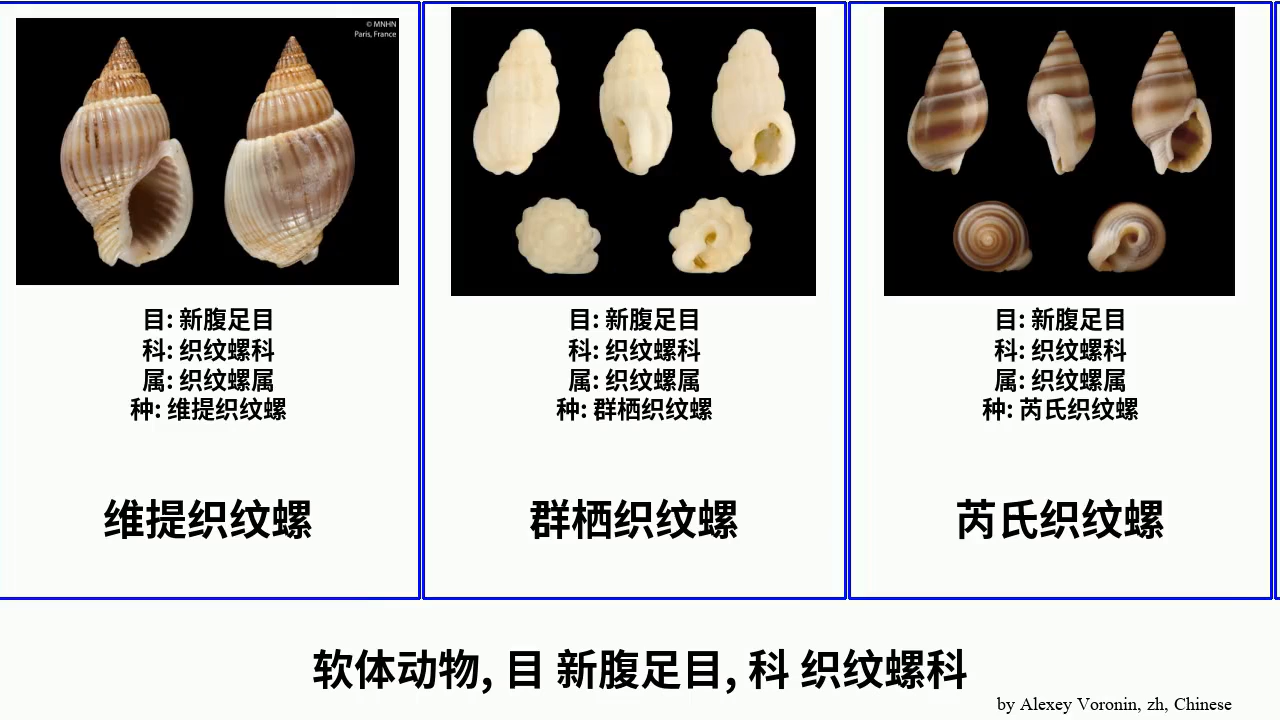 © MNHN
Paris, France
目: 新腹足目
科: 织纹螺科
属: 织纹螺属
种: 维提织纹螺
维提织纹螺
目: 新腹足目
科: 织纹螺科
属: 织纹螺属
种: 群栖织纹螺
群栖织纹螺
目: 新腹足目
科: 织纹螺科
属: 织纹螺属
种: 芮氏织纹螺
芮氏织纹螺
软体动物, 目 新腹足目, 科 织纹螺科
by Alexey Voronin, zh, Chinese